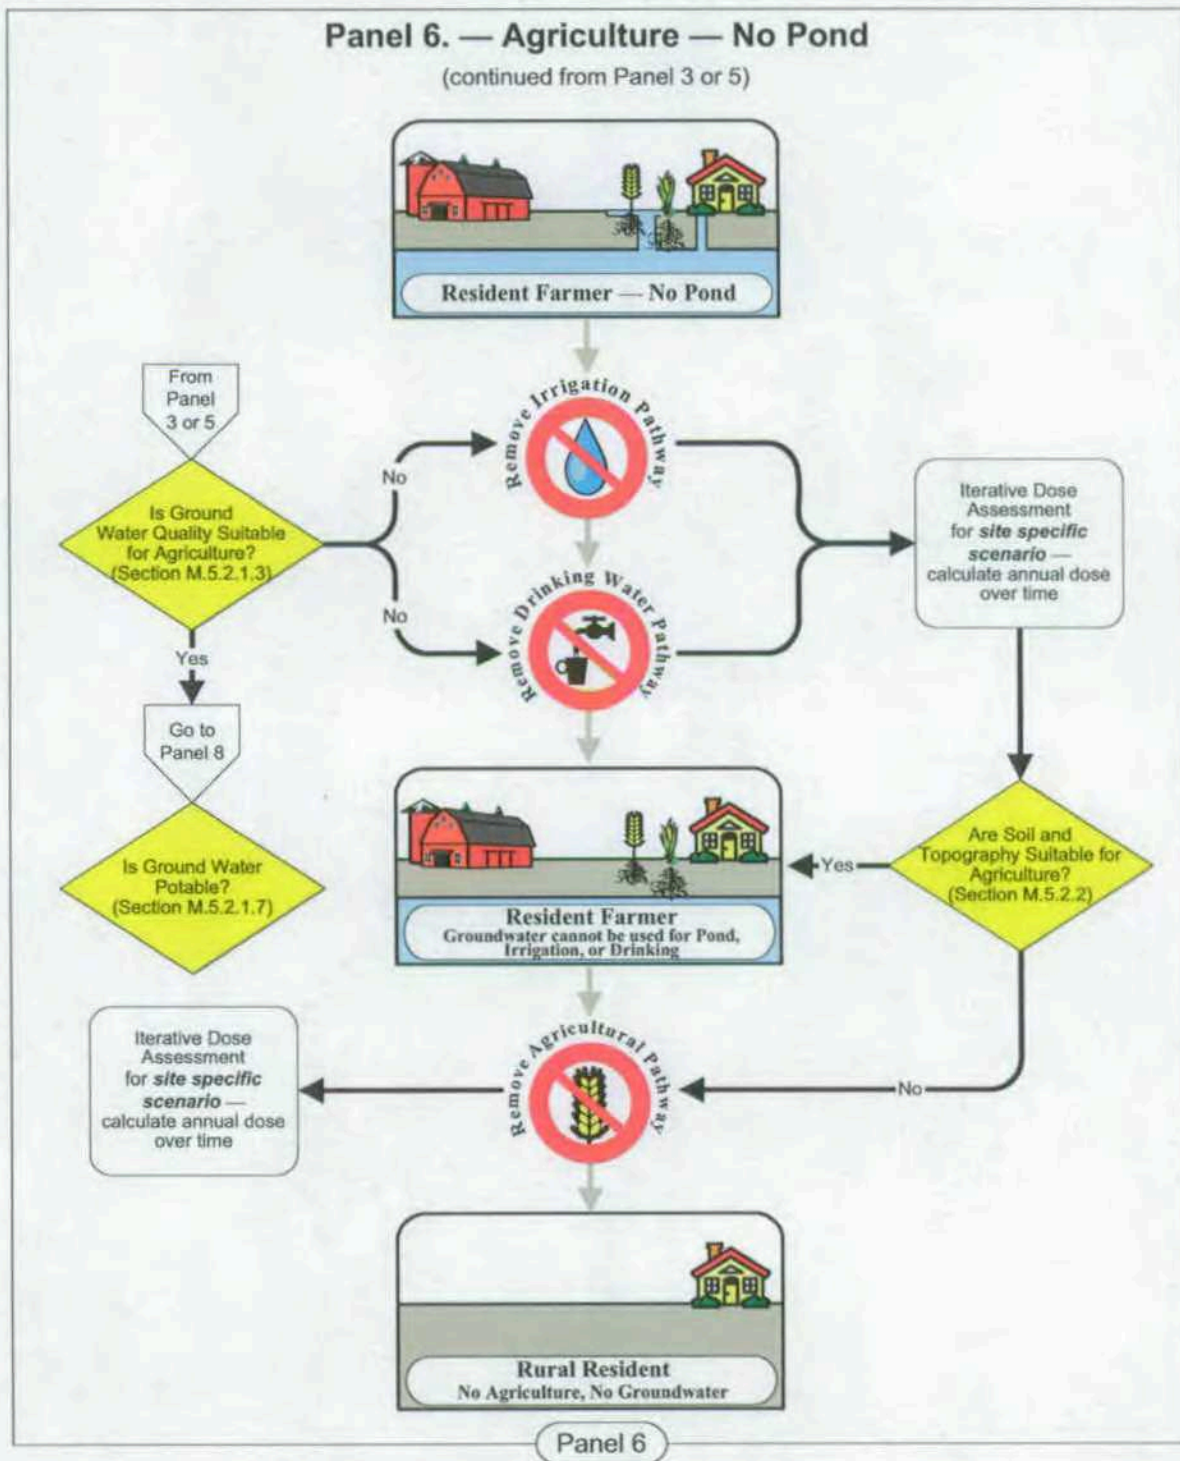 Panel 6. — Agriculture — No Pond
(continued from Panel 3 or 5)
Resident Farmer — No Pond
From
Panel
3 or 5
Remove Irrigation Pathway
No
Is Ground
Water Quality Suitable
for Agriculture?
(Section M.5.2.1.3)
Iterative Dose
Assessment
for site specific
scenario —
calculate annual dose
over time
No
Remove Drinking Water Pathway
Yes
Go to
Panel 8
Is Ground Water
Potable?
(Section M.5.2.1.7)
Are Soil and
Topography Suitable for
Agriculture?
(Section M.5.2.2)
Yes
Resident Farmer
Groundwater cannot be used for Pond,
Irrigation, or Drinking
Iterative Dose
Assessment
for site specific
scenario —
calculate annual dose
over time
Remove Agricultural Pathway
No
Rural Resident
No Agriculture, No Groundwater
Panel 6